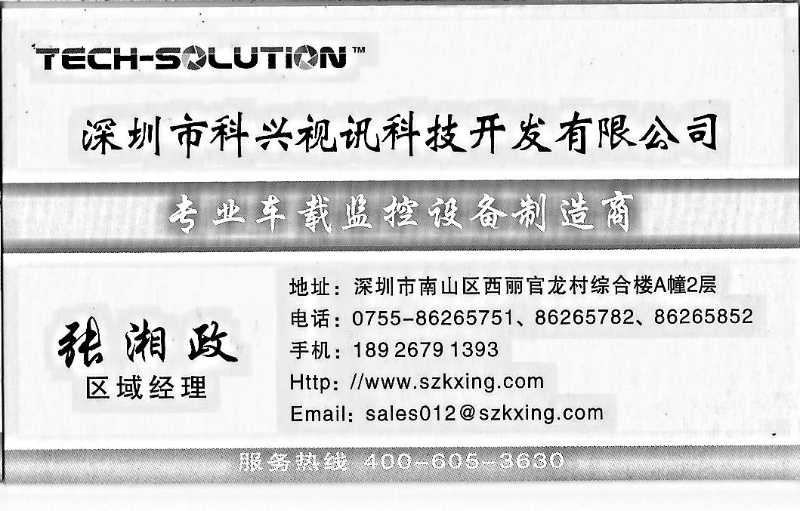 TECH-SOLUTION™
深圳市科兴视讯科技开发有限公司
专业车载监控设备制造商
张湘政
区域经理
地址：深圳市南山区西丽官龙村综合楼A幢2层
电话：0755-86265751、86265782、86265852
手机：189 2679 1393
Http：//www.szkxing.com
Email：sales012@szkxing.com
服务热线 400-605-3630